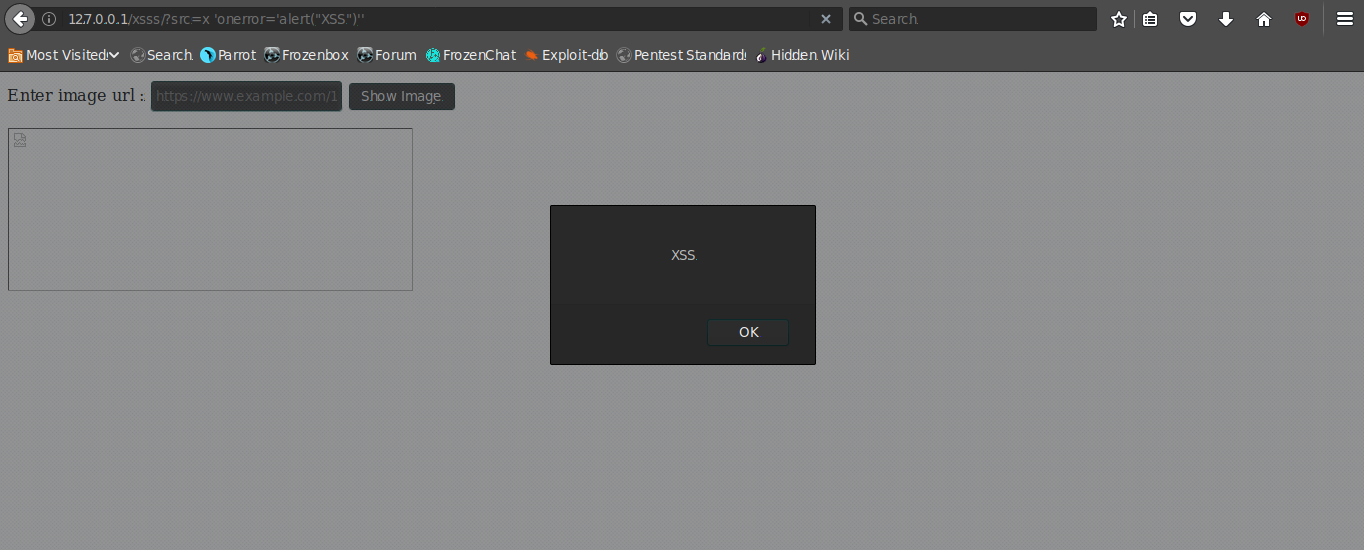 127.0.0.1/xsss/?src=x 'onerror='alert("XSS")''
Search
Most Visited Search Parrot Frozenbox Forum FrozenChat Exploit-db Pentest Standards Hidden Wiki
Enter image url : https://www.example.com/1 Show Image
XSS
OK